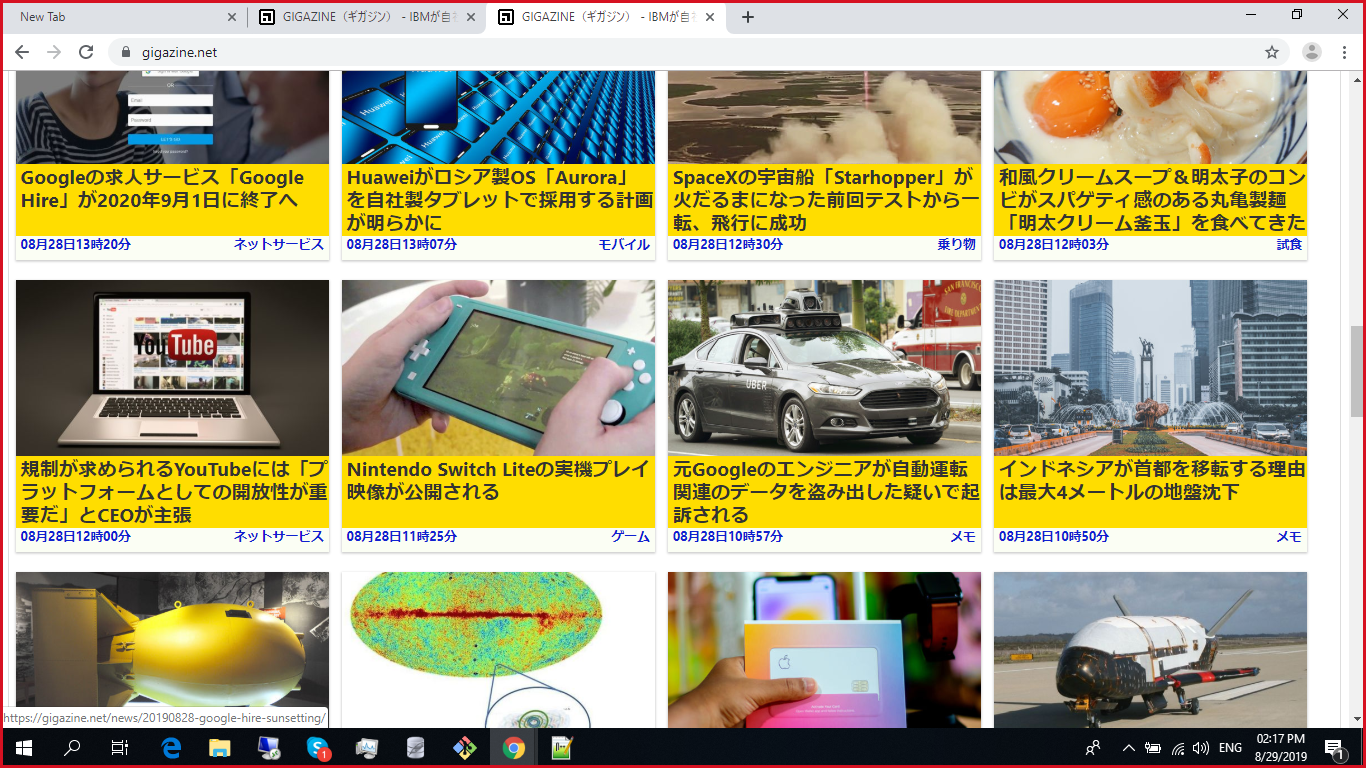 New Tab
GIGAZINE（ギガジン） - IBMが自社
GIGAZINE（ギガジン） - IBMが自社
gigazine.net
OR
Email
Password
Huawei
Googleの求人サービス「Google
Hire」が2020年9月1日に終了へ
08月28日13時20分 ネットサービス
Huaweiがロシア製OS「Aurora」
を自社製タブレットで採用する計画
が明らかに
08月28日13時07分 モバイル
SpaceXの宇宙船「Starhopper」が
火だるまになった前回テストから一
転、飛行に成功
08月28日12時30分 乗り物
和風クリームスープ＆明太子のコン
ビがスパゲティ感のある丸亀製麺
「明太クリーム釜玉」を食べてきた
08月28日12時03分 試食
YouTube
規制が求められるYouTubeには「プ
ラットフォームとしての開放性が重
要だ」とCEOが主張
08月28日12時00分 ネットサービス
Nintendo Switch Liteの実機プレイ
映像が公開される
08月28日11時25分 ゲーム
SAN FRANCISCO
UBER
元Googleのエンジニアが自動運転
関連のデータを盗み出した疑いで起
訴される
08月28日10時57分 メモ
インドネシアが首都を移転する理由
は最大4メートルの地盤沈下
08月28日10時50分 メモ
https://gigazine.net/news/20190828-google-hire-sunsetting/
1
ENG
02:17 PM
8/29/2019
1